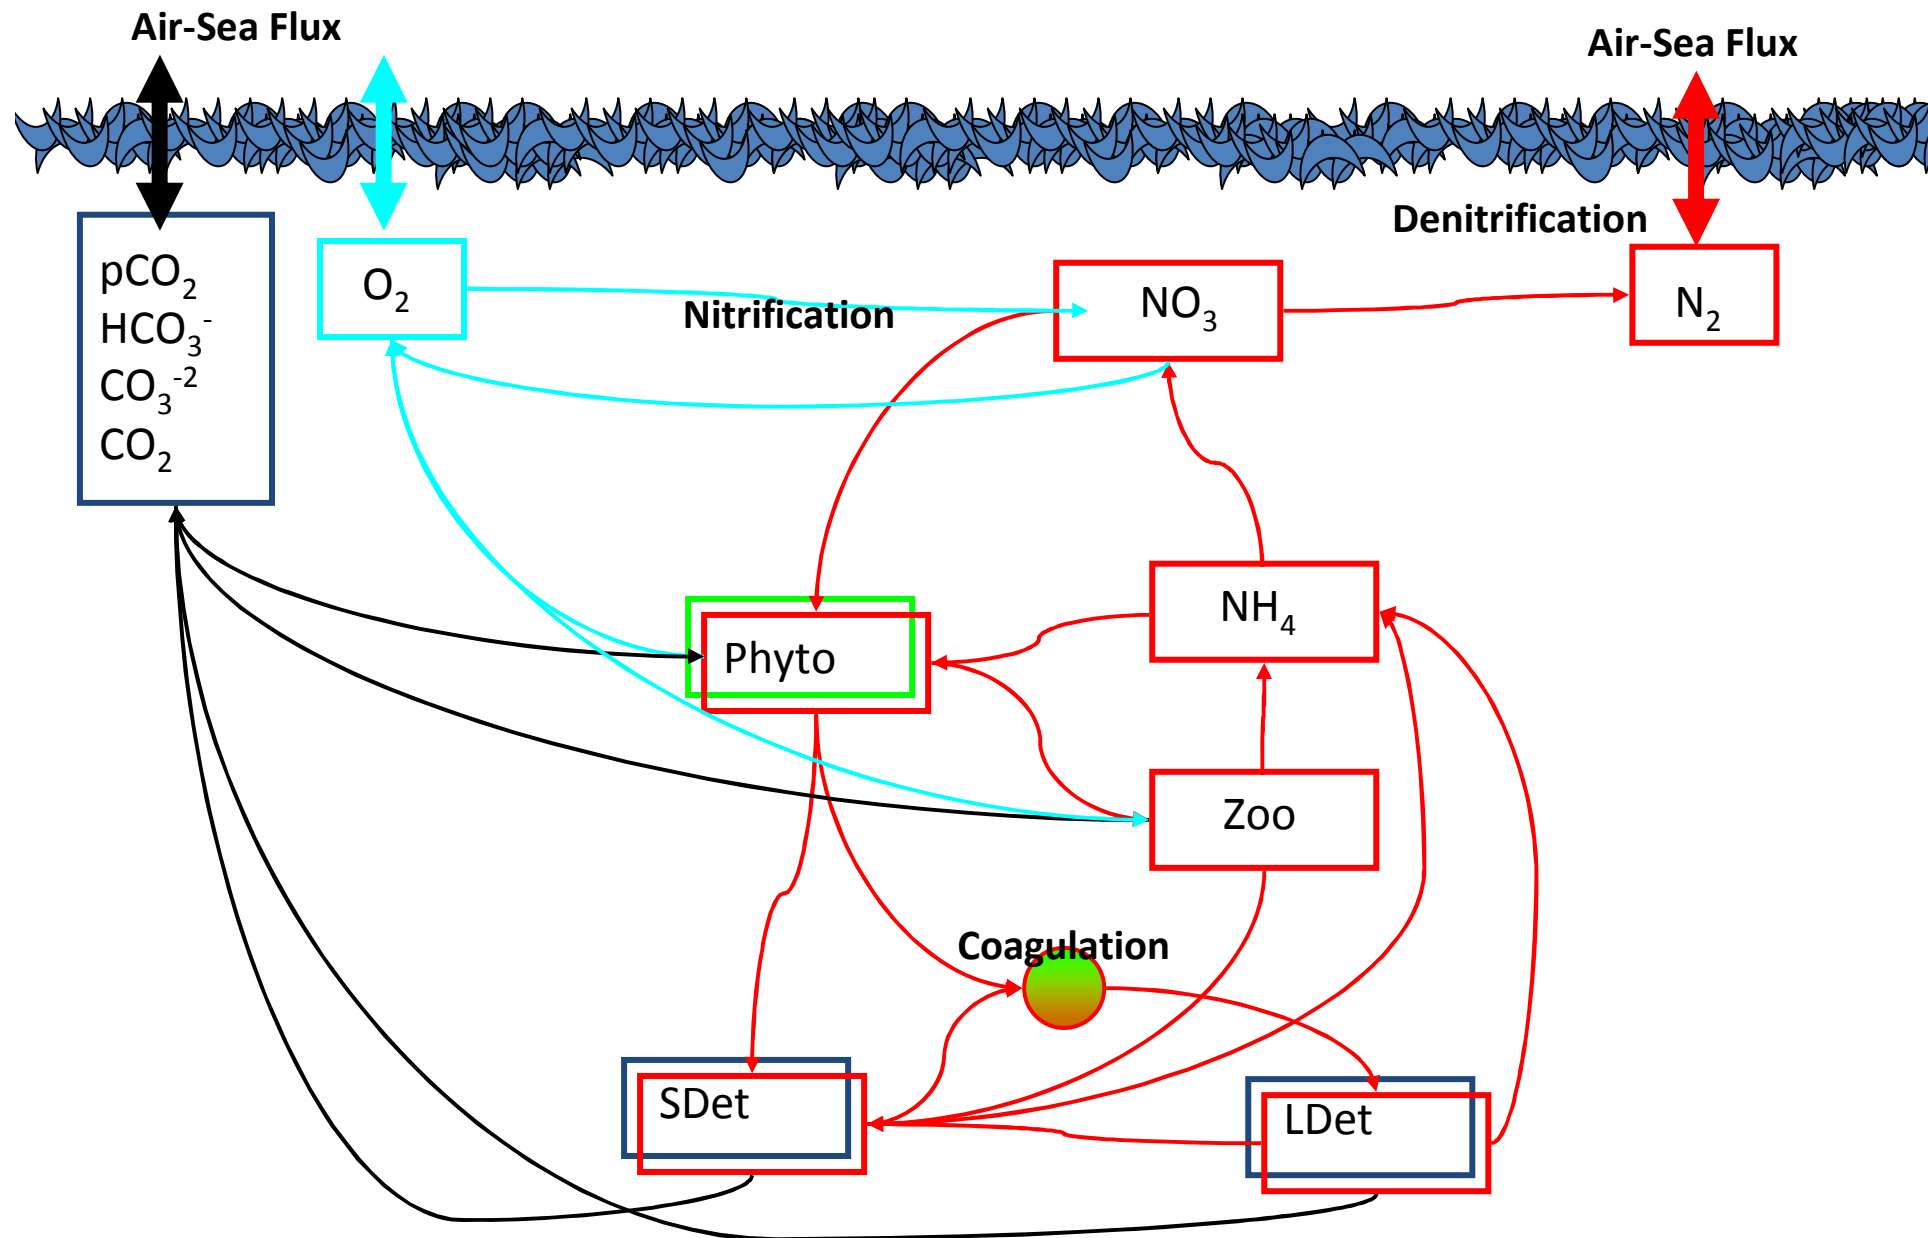 Air-Sea Flux
Air-Sea Flux
Denitrification
pCO₂
HCO₃⁻
CO₃⁻²
CO₂
O₂
Nitrification
NO₃
N₂
NH₄
Phyto
Zoo
Coagulation
SDet
LDet